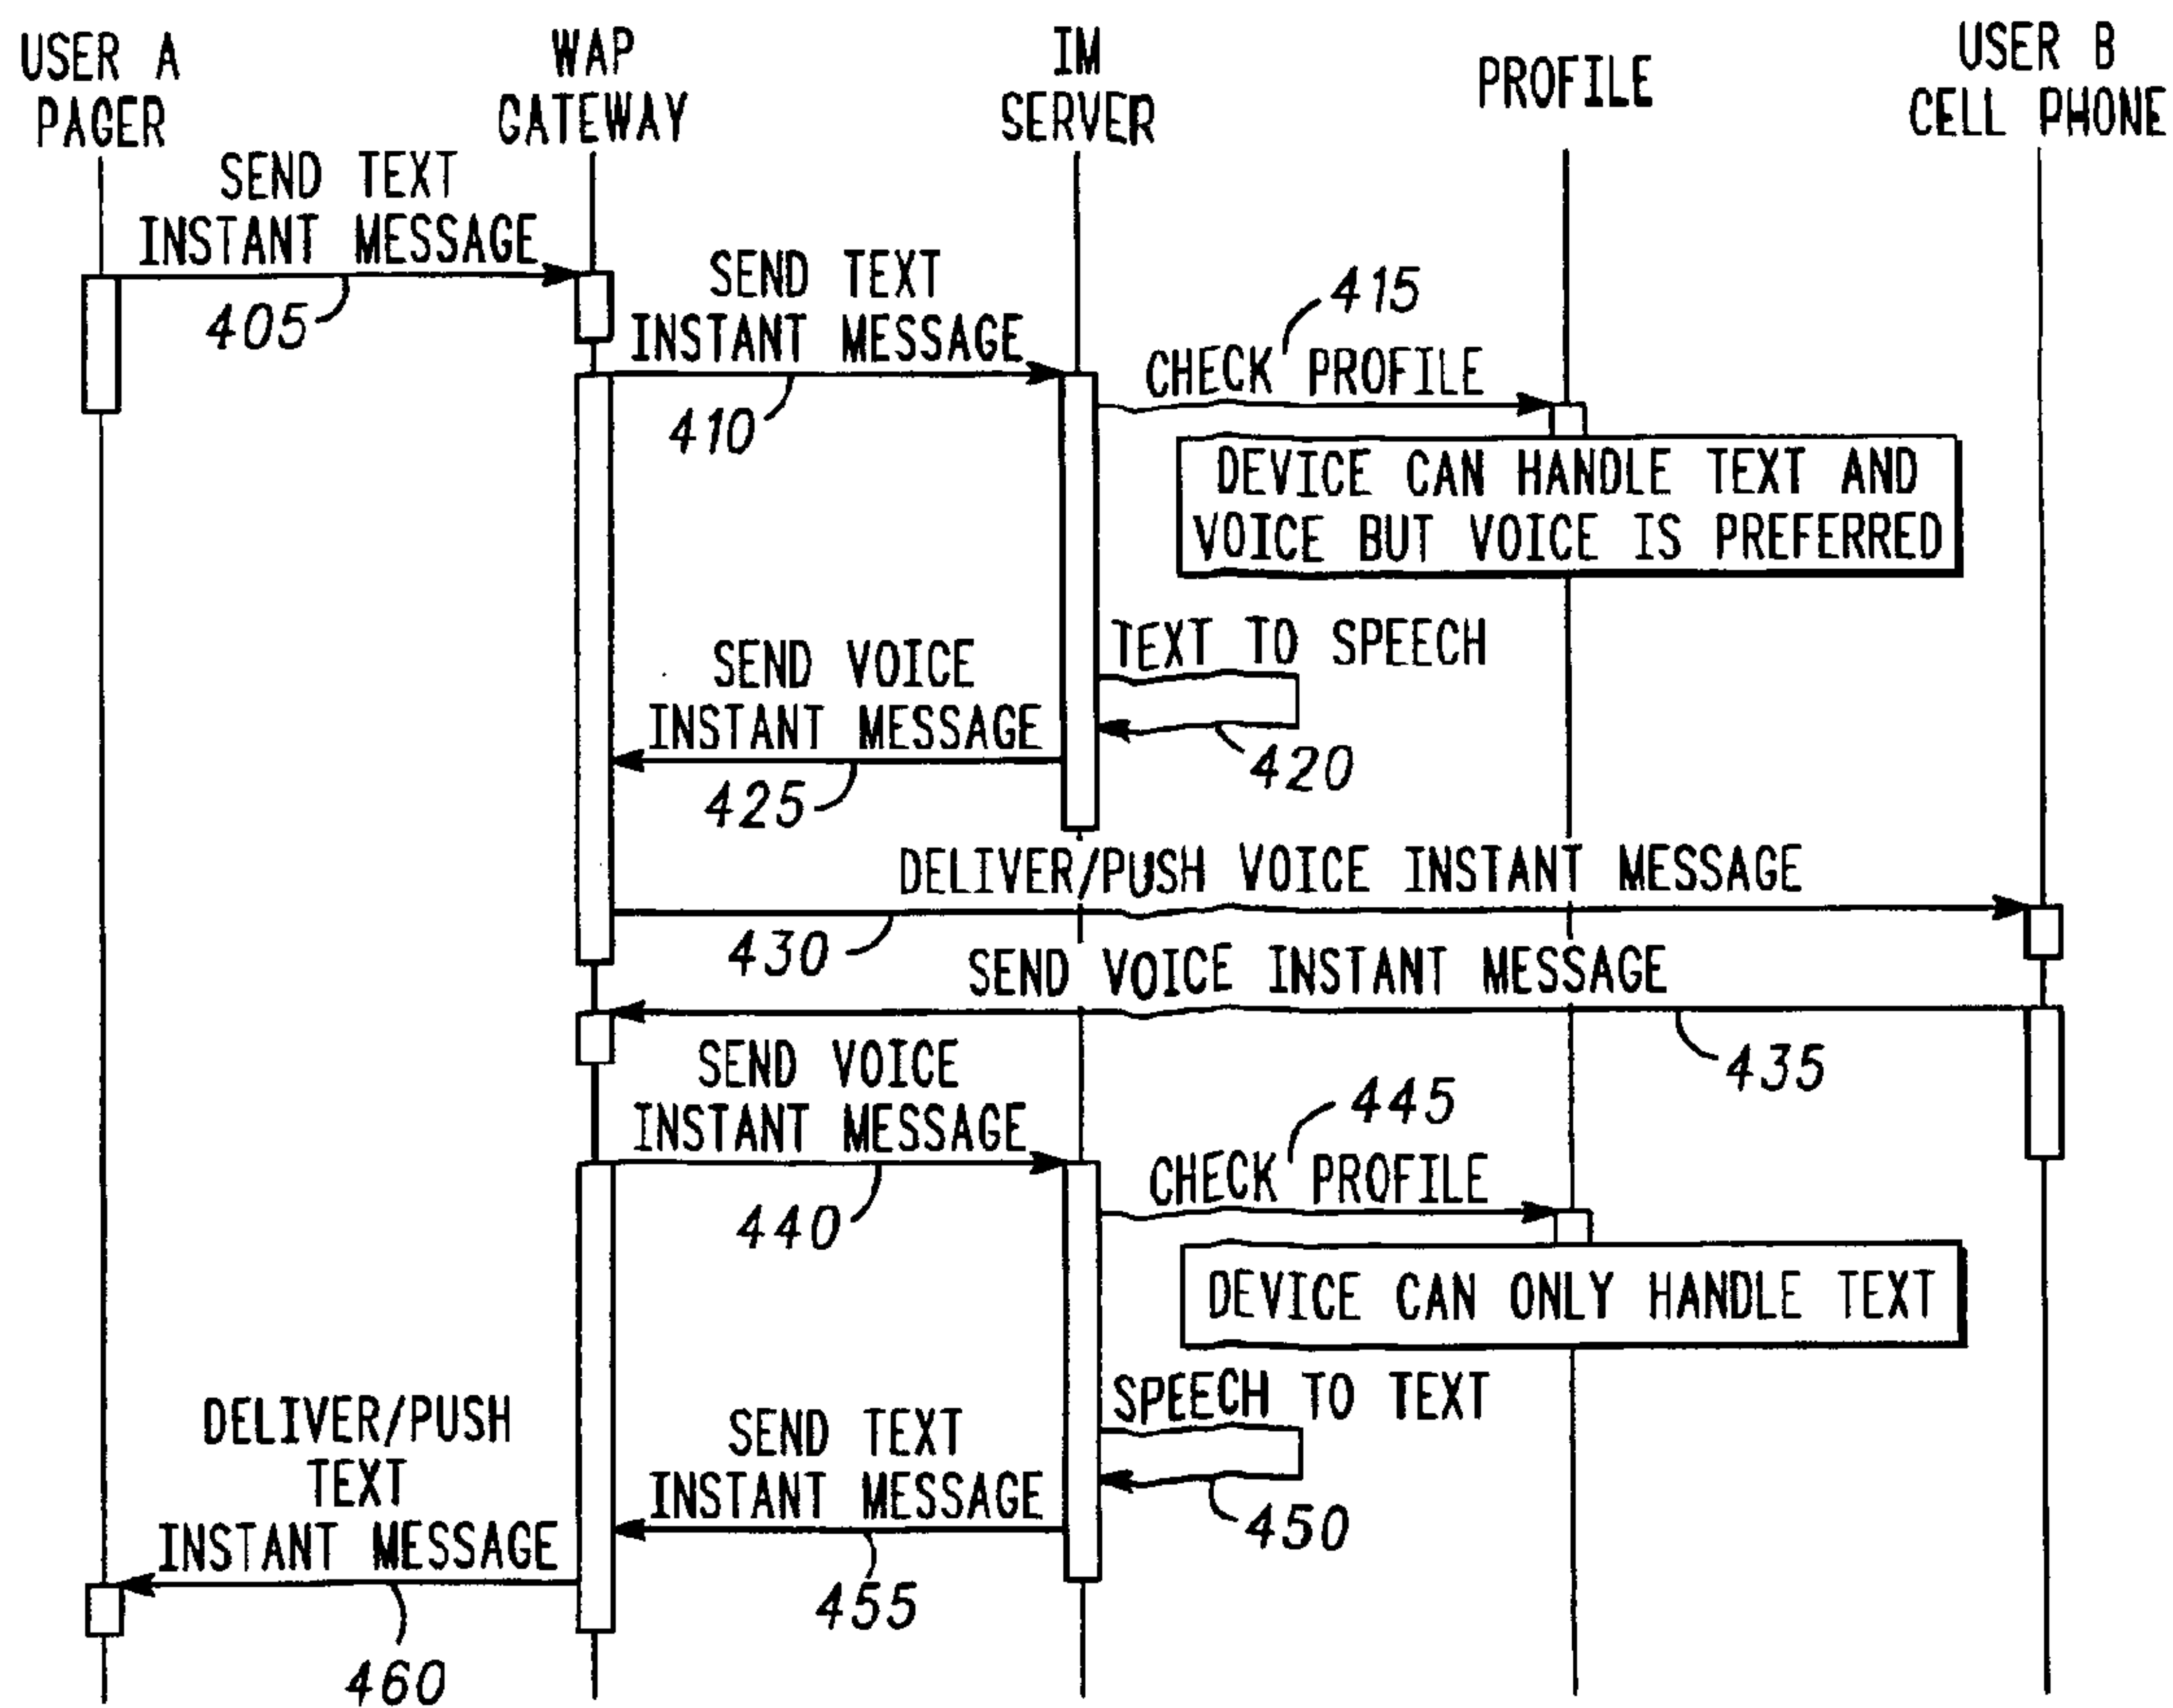 USER A
PAGER
WAP
GATEWAY
IM
SERVER
PROFILE
USER B
CELL PHONE
SEND TEXT
INSTANT MESSAGE
405
SEND TEXT
INSTANT MESSAGE
410
415
CHECK PROFILE
DEVICE CAN HANDLE TEXT AND
VOICE BUT VOICE IS PREFERRED
TEXT TO SPEECH
420
SEND VOICE
INSTANT MESSAGE
425
DELIVER/PUSH VOICE INSTANT MESSAGE
430
SEND VOICE INSTANT MESSAGE
435
SEND VOICE
INSTANT MESSAGE
440
445
CHECK PROFILE
DEVICE CAN ONLY HANDLE TEXT
SPEECH TO TEXT
450
SEND TEXT
INSTANT MESSAGE
455
DELIVER/PUSH
TEXT
INSTANT MESSAGE
460